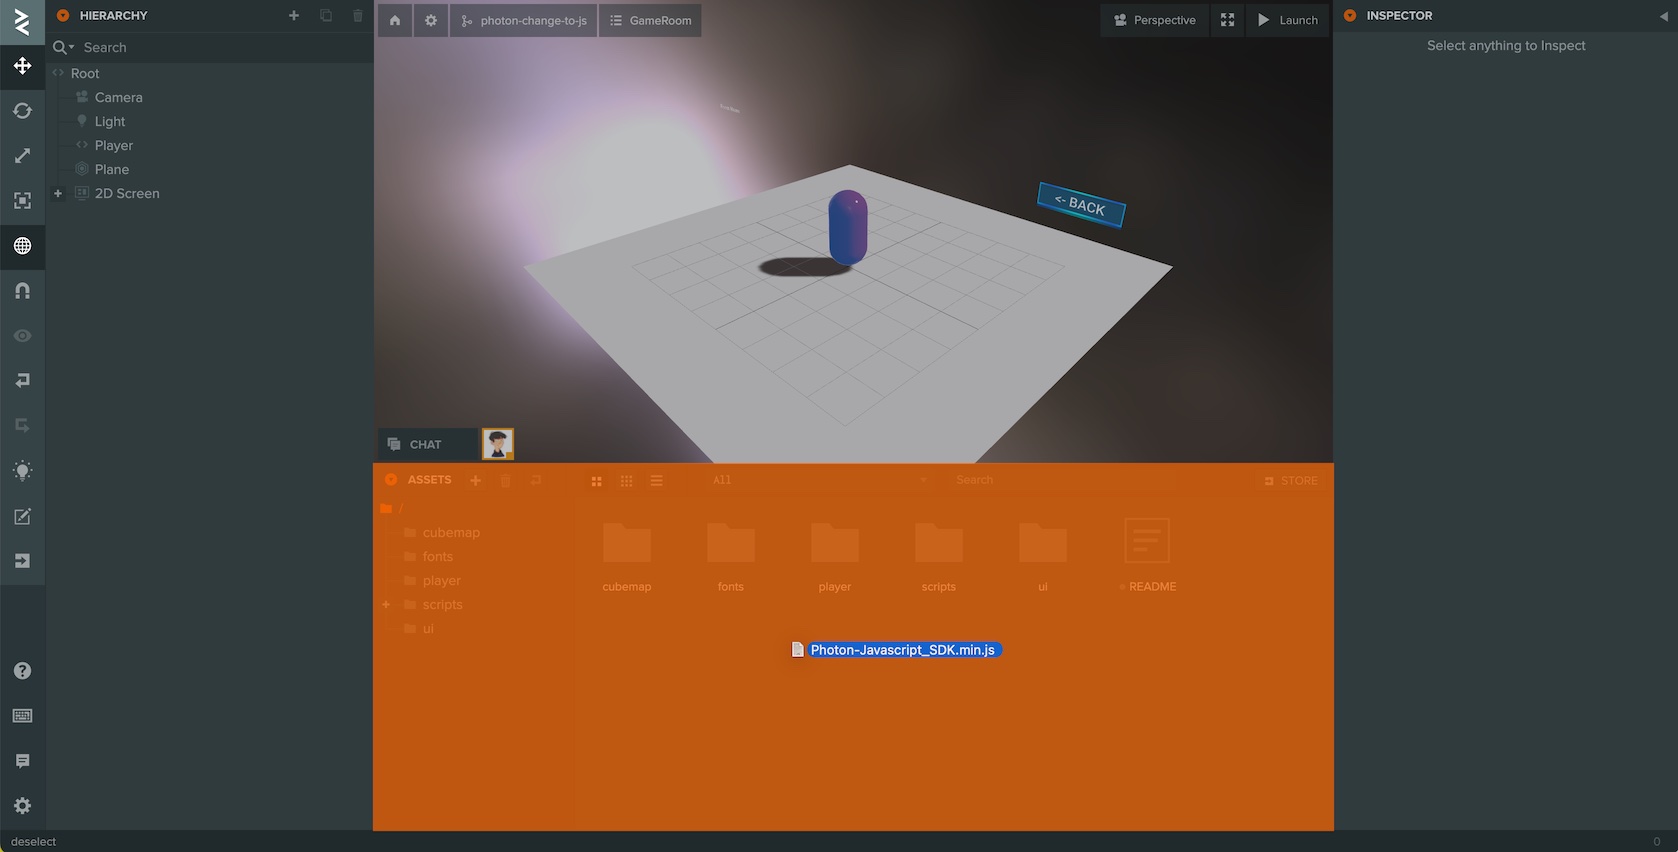 HIERARCHY
Search
Root
Camera
Light
Player
Plane
2D Screen
photon-change-to-js
GameRoom
Perspective
Launch
<- BACK
CHAT
INSPECTOR
Select anything to Inspect
ASSETS
All
Search
STORE
/
cubemap
fonts
player
scripts
ui
cubemap
fonts
player
scripts
ui
README
Photon-Javascript_SDK.min.js
deselect
0